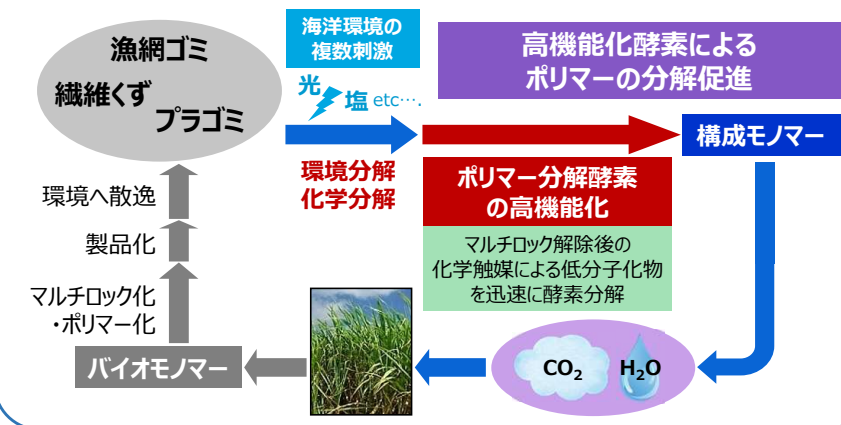 漁網ゴミ
繊維くず
プラゴミ
海洋環境の
複数刺激
光
塩 etc….
高機能化酵素による
ポリマーの分解促進
環境分解
化学分解
構成モノマー
ポリマー分解酵素
の高機能化
マルチロック解除後の
化学触媒による低分子化物
を迅速に酵素分解
環境へ散逸
製品化
マルチロック化
・ポリマー化
バイオモノマー
CO₂
H₂O